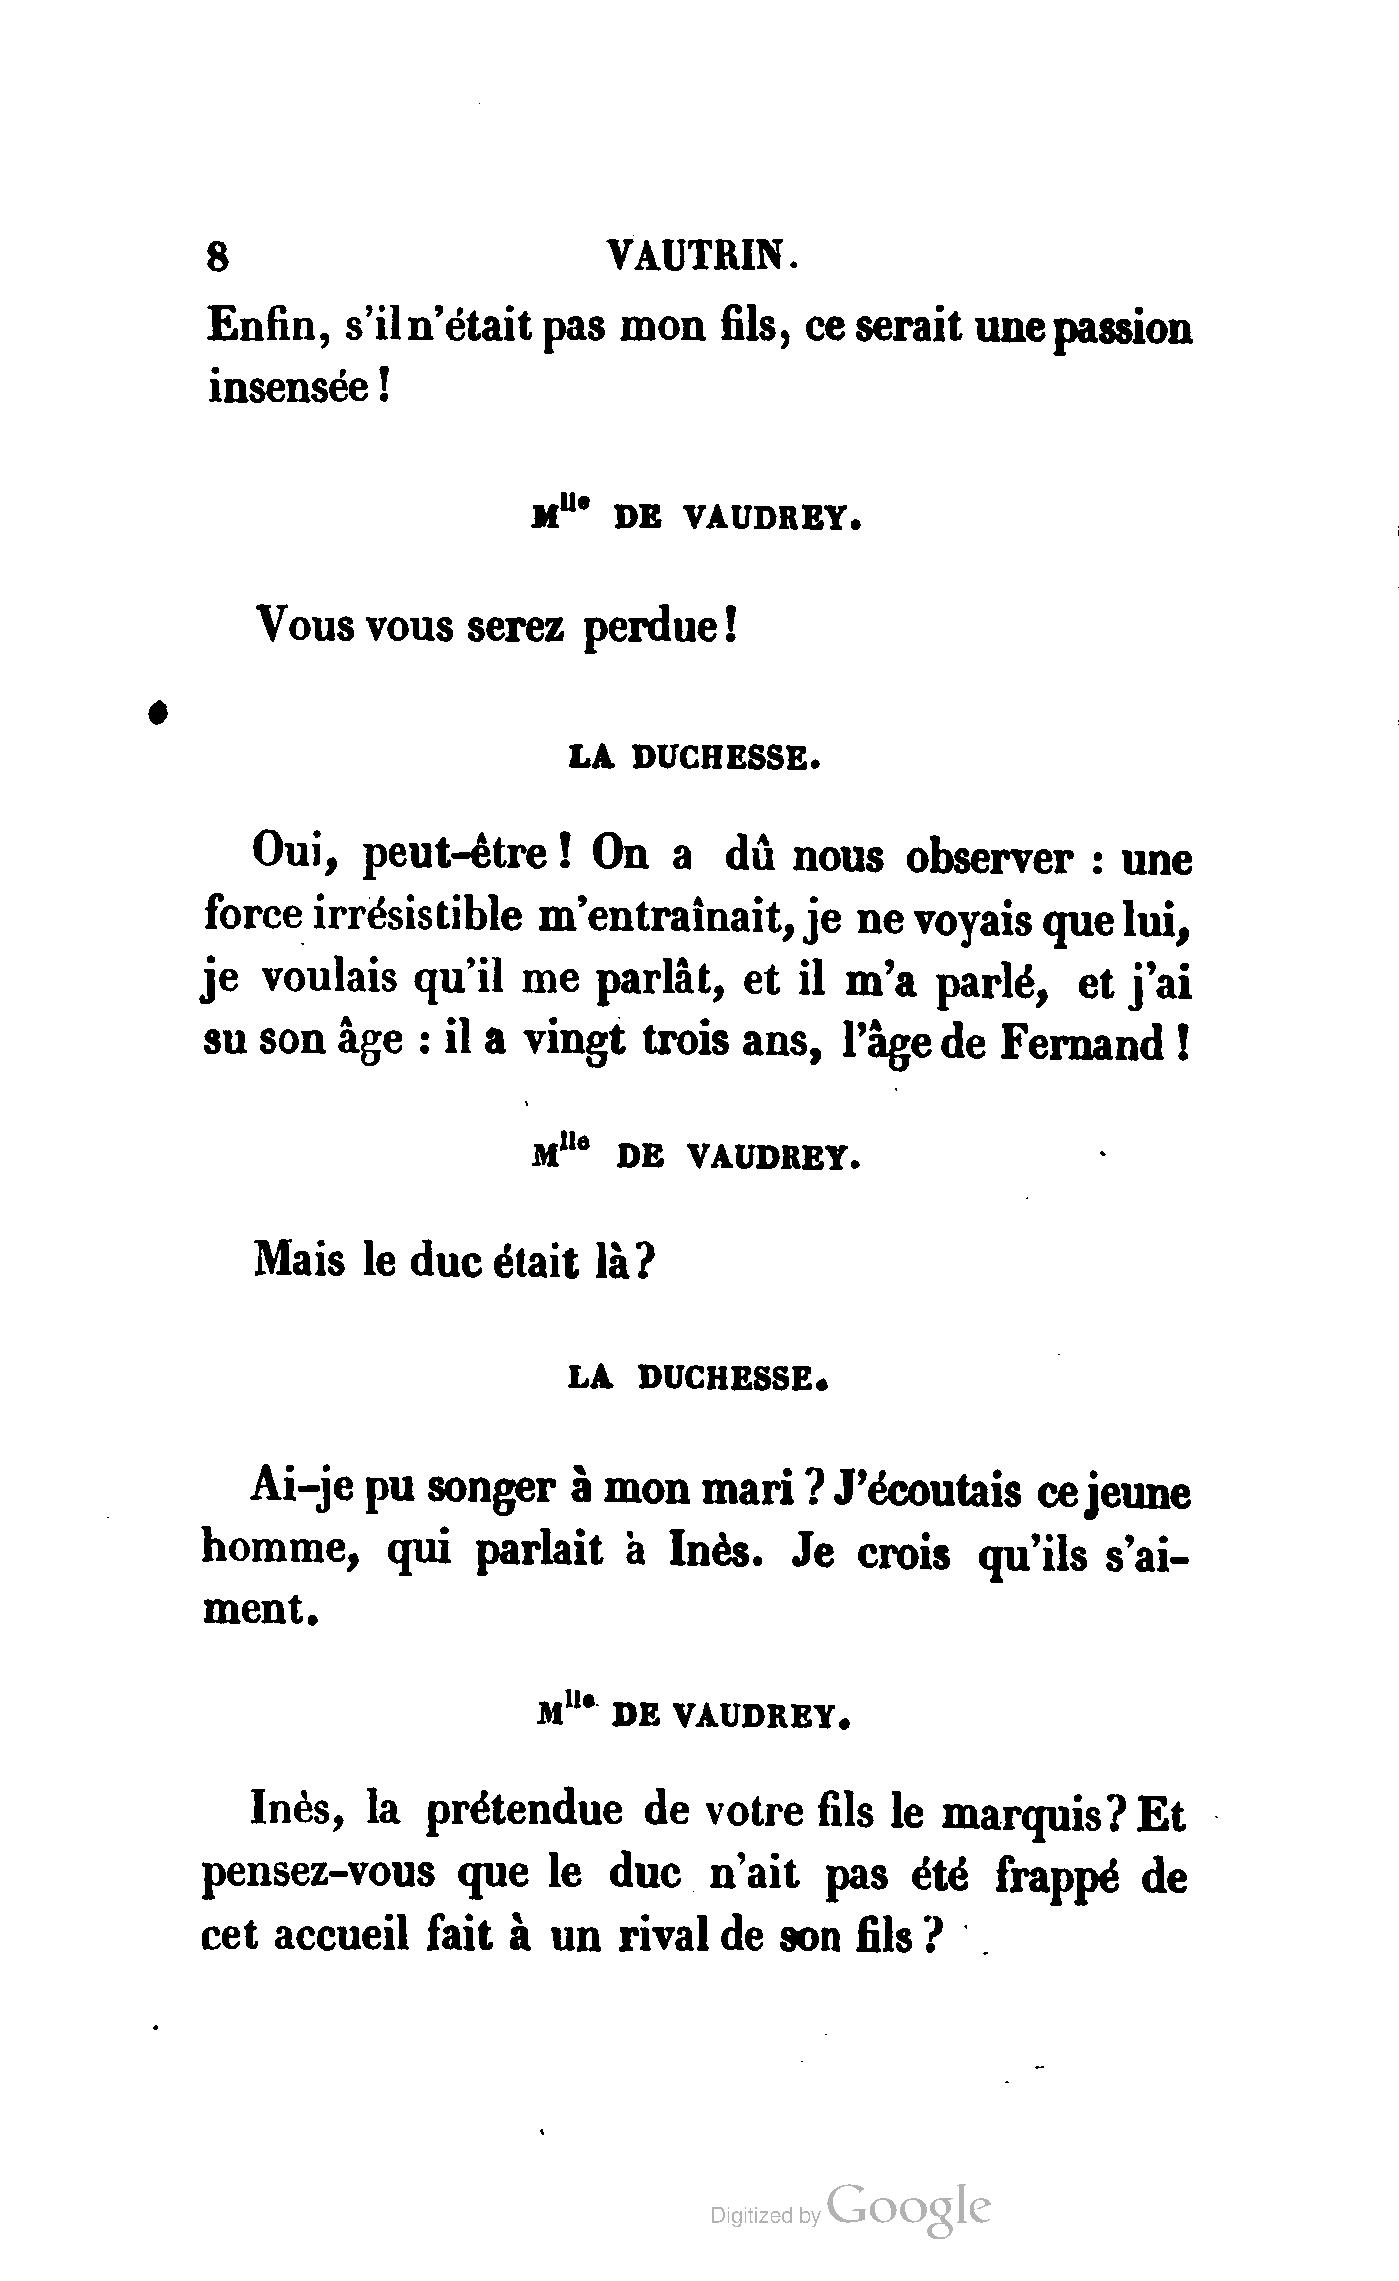 8 VAUTRIN.
Enfin, s'il n'était pas mon fils, ce serait une passion
insensée !
Mlle DE VAUDREY.
Vous vous serez perdue !
LA DUCHESSE.
Oui, peut-être ! On a dû nous observer : une
force irrésistible m'entraînait, je ne voyais que lui,
je voulais qu'il me parlât, et il m'a parlé, et j'ai
su son âge : il a vingt trois ans, l'âge de Fernand !
Mlle DE VAUDREY.
Mais le duc était là ?
LA DUCHESSE.
Ai-je pu songer à mon mari ? J'écoutais ce jeune
homme, qui parlait à Inès. Je crois qu'ils s'ai-
ment.
Mlle DE VAUDREY.
Inès, la prétendue de votre fils le marquis ? Et
pensez-vous que le duc n'ait pas été frappé de
cet accueil fait à un rival de son fils ?
Digitized by Google